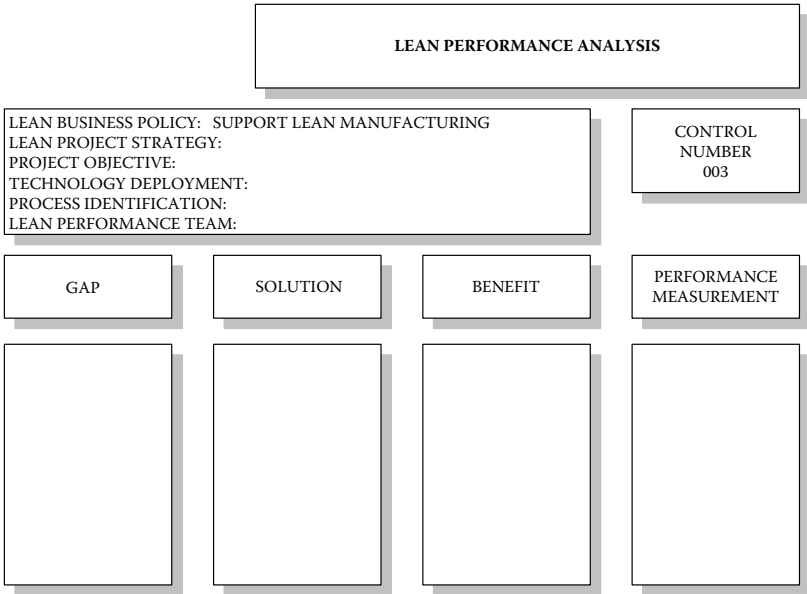 LEAN PERFORMANCE ANALYSIS
LEAN BUSINESS POLICY: SUPPORT LEAN MANUFACTURING
LEAN PROJECT STRATEGY:
PROJECT OBJECTIVE:
TECHNOLOGY DEPLOYMENT:
PROCESS IDENTIFICATION:
LEAN PERFORMANCE TEAM:
CONTROL
NUMBER
003
GAP
SOLUTION
BENEFIT
PERFORMANCE
MEASUREMENT